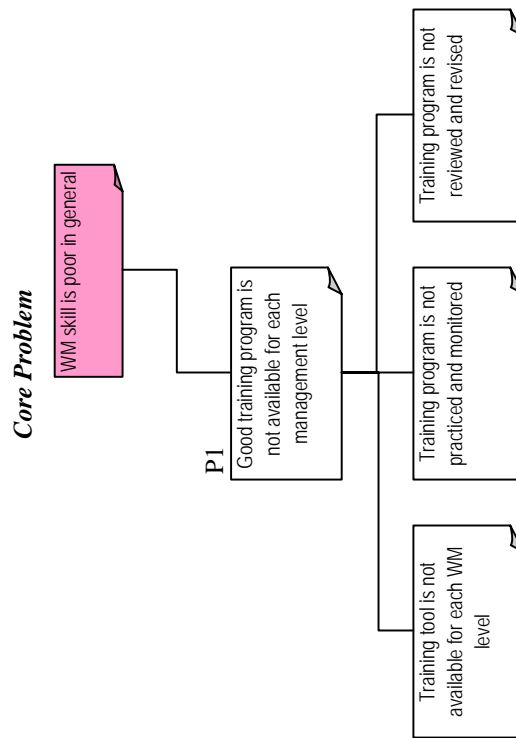 Core Problem
WM skill is poor in general
P1
Good training program is
not available for each
management level
Training tool is not
available for each WM
level
Training program is not
practiced and monitored
Training program is not
reviewed and revised